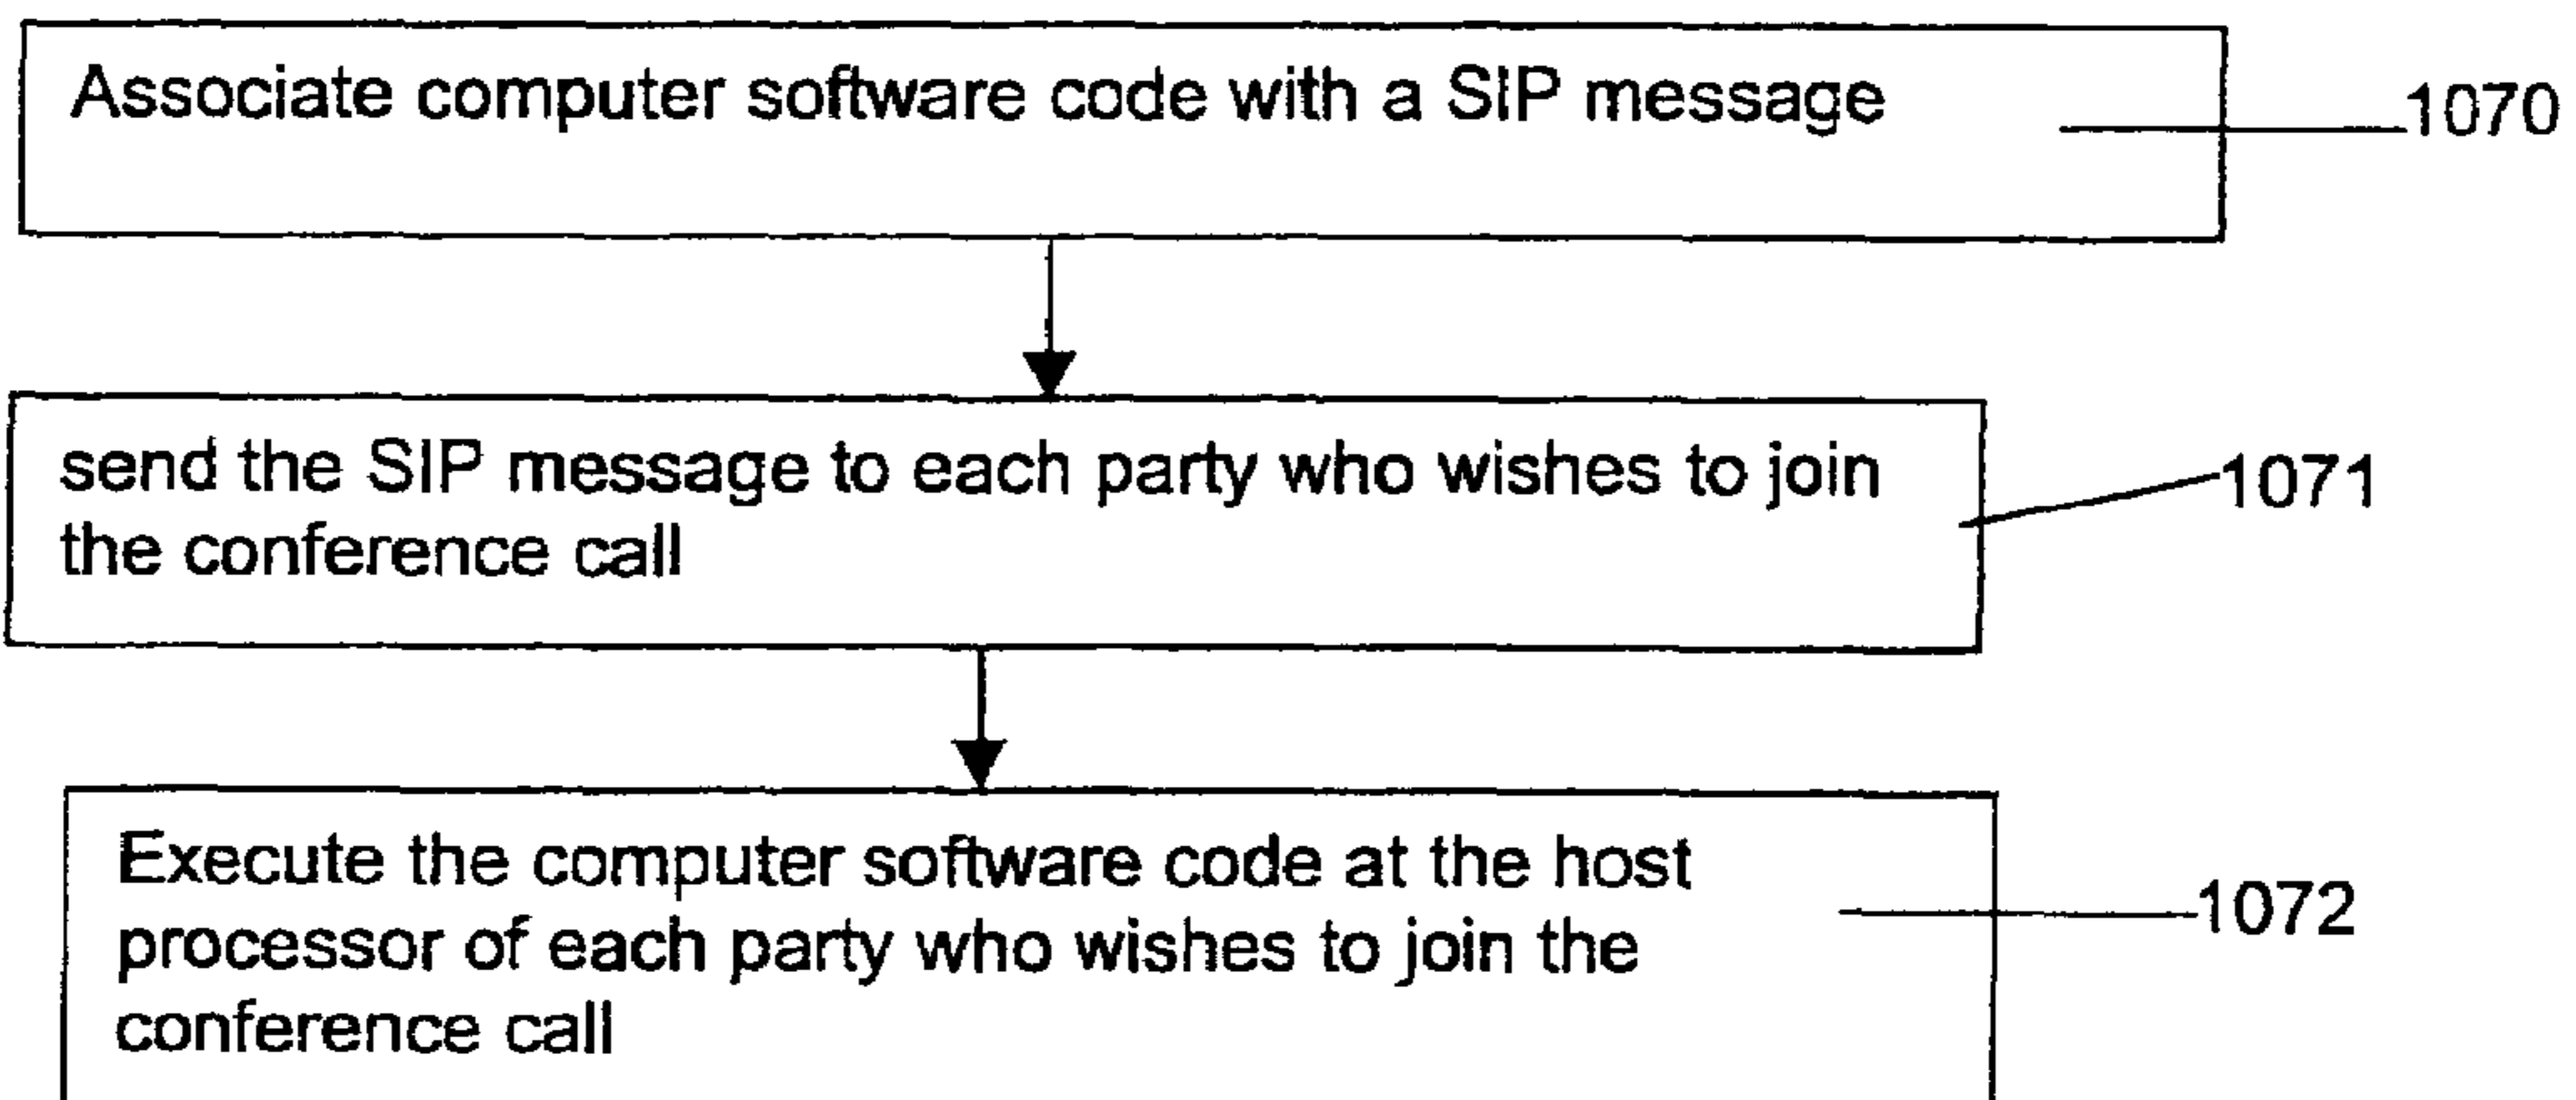 Associate computer software code with a SIP message
1070
send the SIP message to each party who wishes to join
the conference call
1071
Execute the computer software code at the host
processor of each party who wishes to join the
conference call
1072